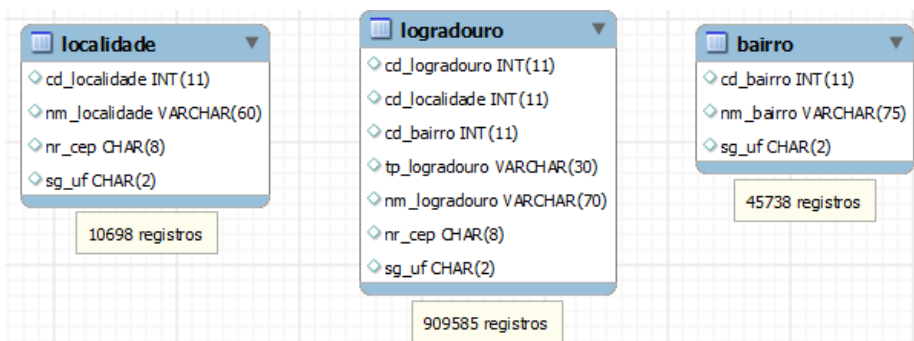 localidade
cd_localidade INT(11)
nm_localidade VARCHAR(60)
nr_cep CHAR(8)
sg_uf CHAR(2)
10698 registros
logradouro
cd_logradouro INT(11)
cd_localidade INT(11)
cd_bairro INT(11)
tp_logradouro VARCHAR(30)
nm_logradouro VARCHAR(70)
nr_cep CHAR(8)
sg_uf CHAR(2)
909585 registros
bairro
cd_bairro INT(11)
nm_bairro VARCHAR(75)
sg_uf CHAR(2)
45738 registros